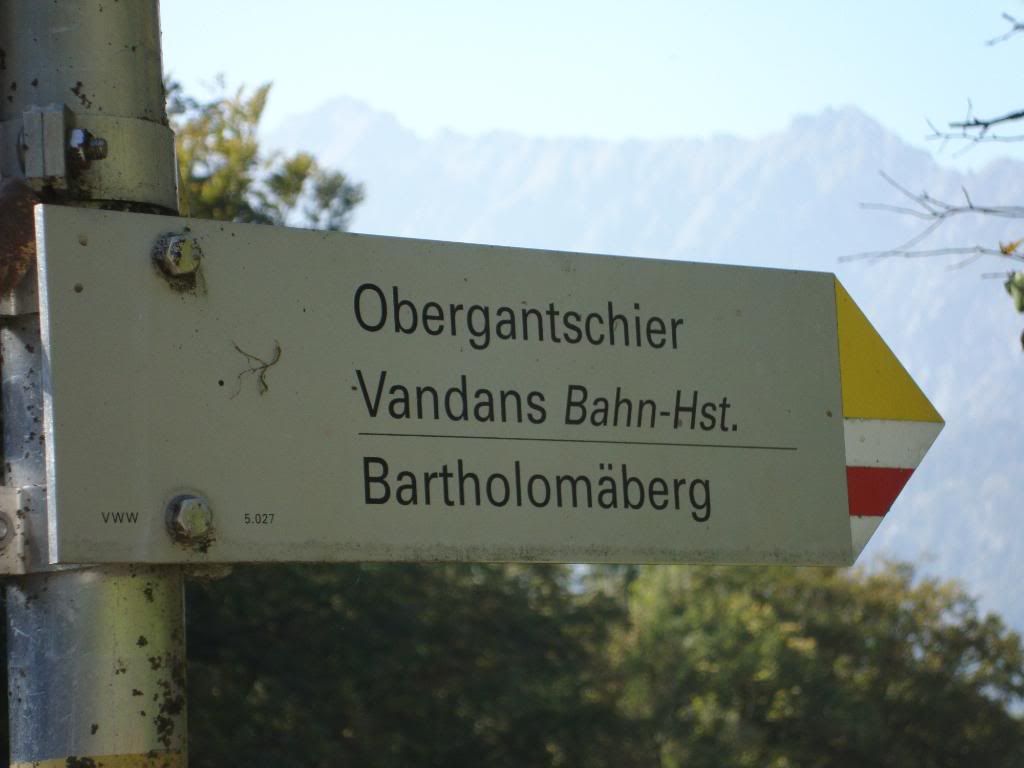 Obergantschier
Vandans Bahn-Hst.
Bartholomäberg
VWW 5.027